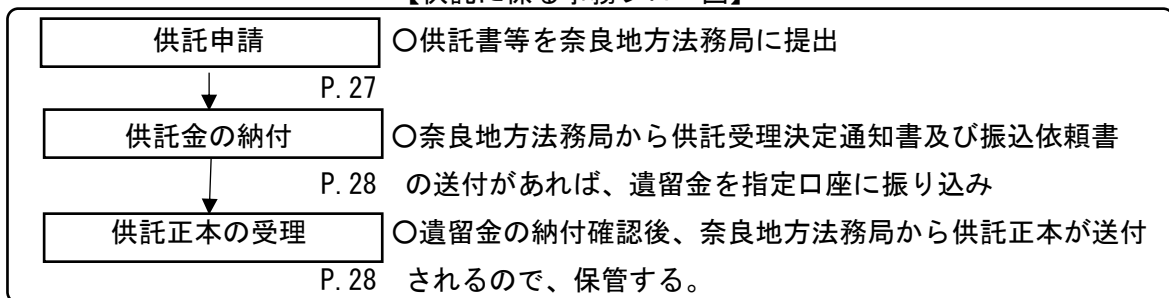 供託申請 〇供託書等を奈良地方法務局に提出
P. 27
供託金の納付 〇奈良地方法務局から供託受理決定通知書及び振込依頼書
P. 28 の送付があれば、遺留金を指定口座に振り込み
供託正本の受理 〇遺留金の納付確認後、奈良地方法務局から供託正本が送付
P. 28 されるので、保管する。